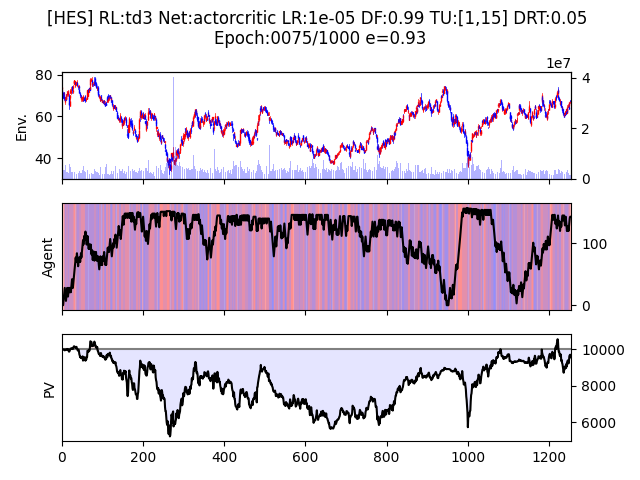 [HES] RL:td3 Net:actorcritic LR:1e-05 DF:0.99 TU:[1,15] DRT:0.05
Epoch:0075/1000 e=0.93
1e7
80
60
40
Env.
4
2
0
Agent
100
0
PV
10000
8000
6000
0 200 400 600 800 1000 1200